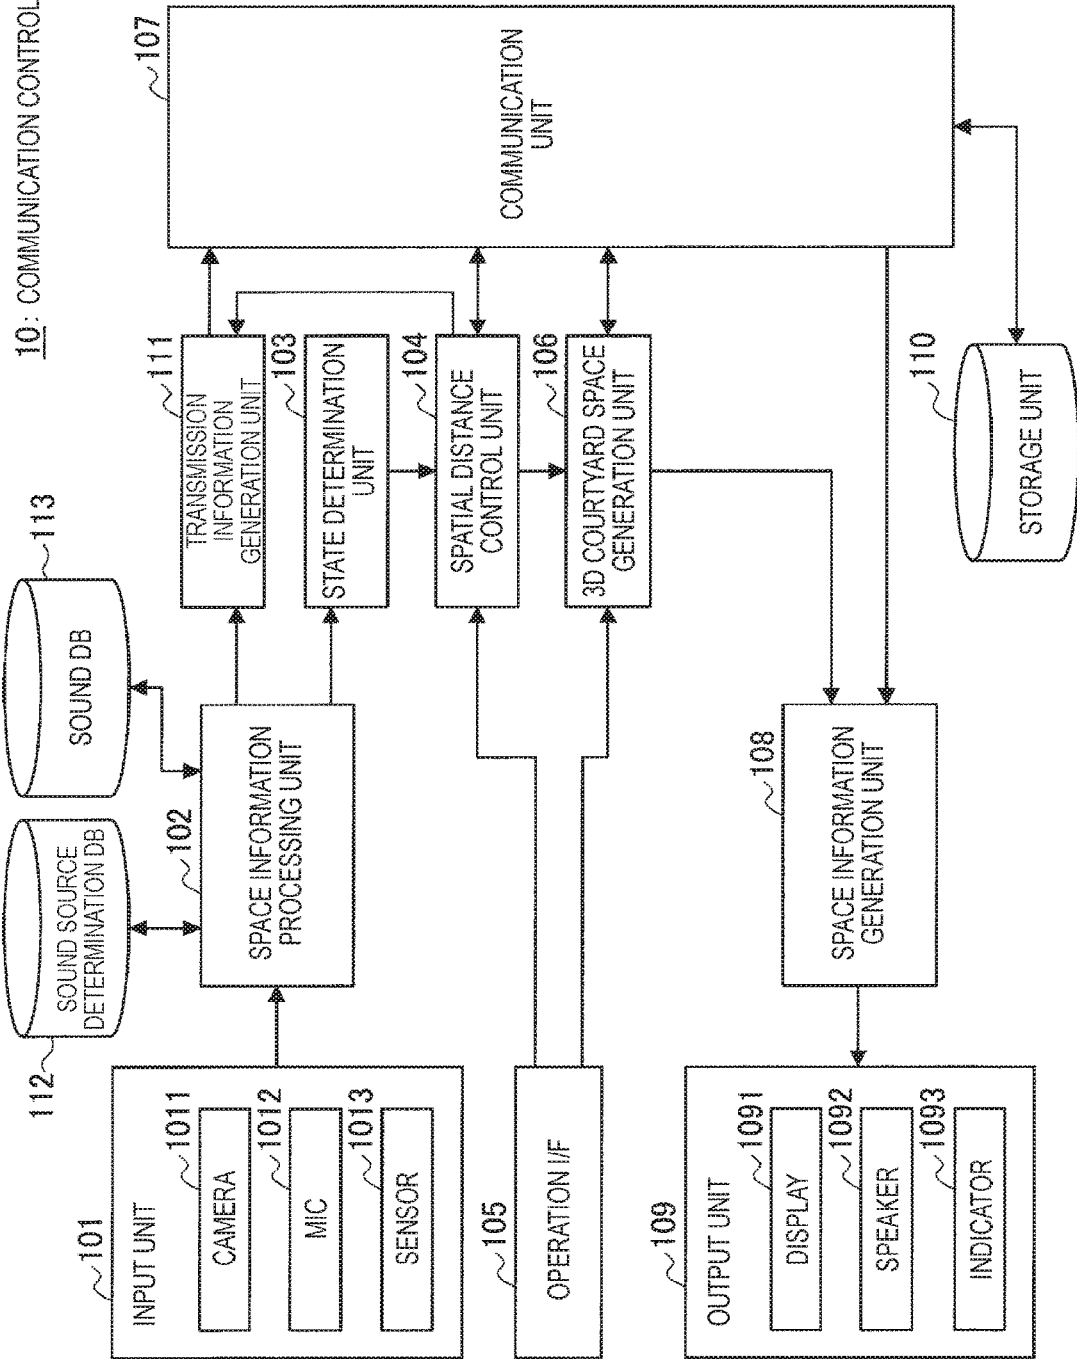 10 : COMMUNICATION CONTROL
112
SOUND SOURCE
DETERMINATION DB
113
SOUND DB
101
INPUT UNIT
1011
CAMERA
1012
MIC
1013
SENSOR
102
SPACE INFORMATION
PROCESSING UNIT
111
TRANSMISSION
INFORMATION
GENERATION UNIT
103
STATE DETERMINATION
UNIT
104
SPATIAL DISTANCE
CONTROL UNIT
106
3D COURTYARD SPACE
GENERATION UNIT
107
COMMUNICATION
UNIT
105
OPERATION I/F
109
OUTPUT UNIT
1091
DISPLAY
1092
SPEAKER
1093
INDICATOR
108
SPACE INFORMATION
GENERATION UNIT
110
STORAGE UNIT